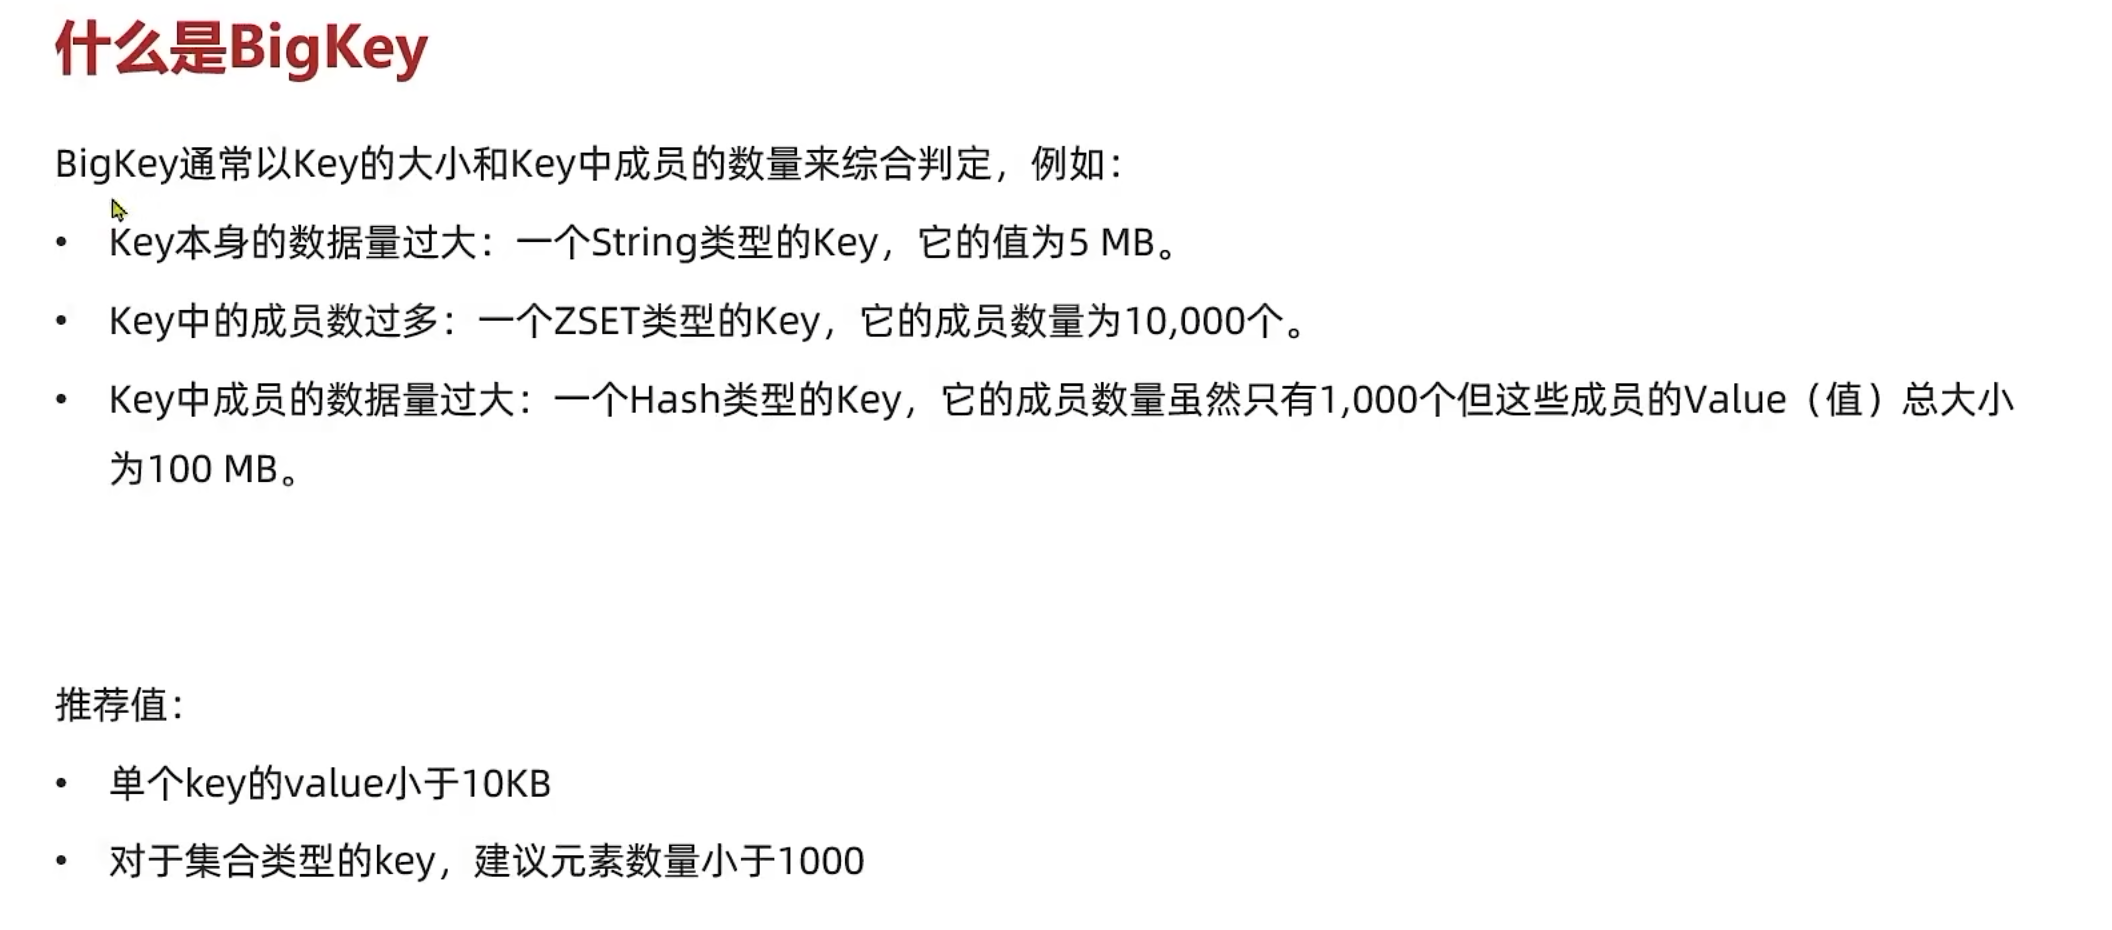 什么是BigKey
BigKey通常以Key的大小和Key中成员的数量来综合判定，例如：
• Key本身的数据量过大：一个String类型的Key，它的值为5 MB。
• Key中的成员数过多：一个ZSET类型的Key，它的成员数量为10,000个。
• Key中成员的数据量过大：一个Hash类型的Key，它的成员数量虽然只有1,000个但这些成员的Value（值）总大小
为100 MB。
推荐值：
• 单个key的value小于10KB
• 对于集合类型的key，建议元素数量小于1000